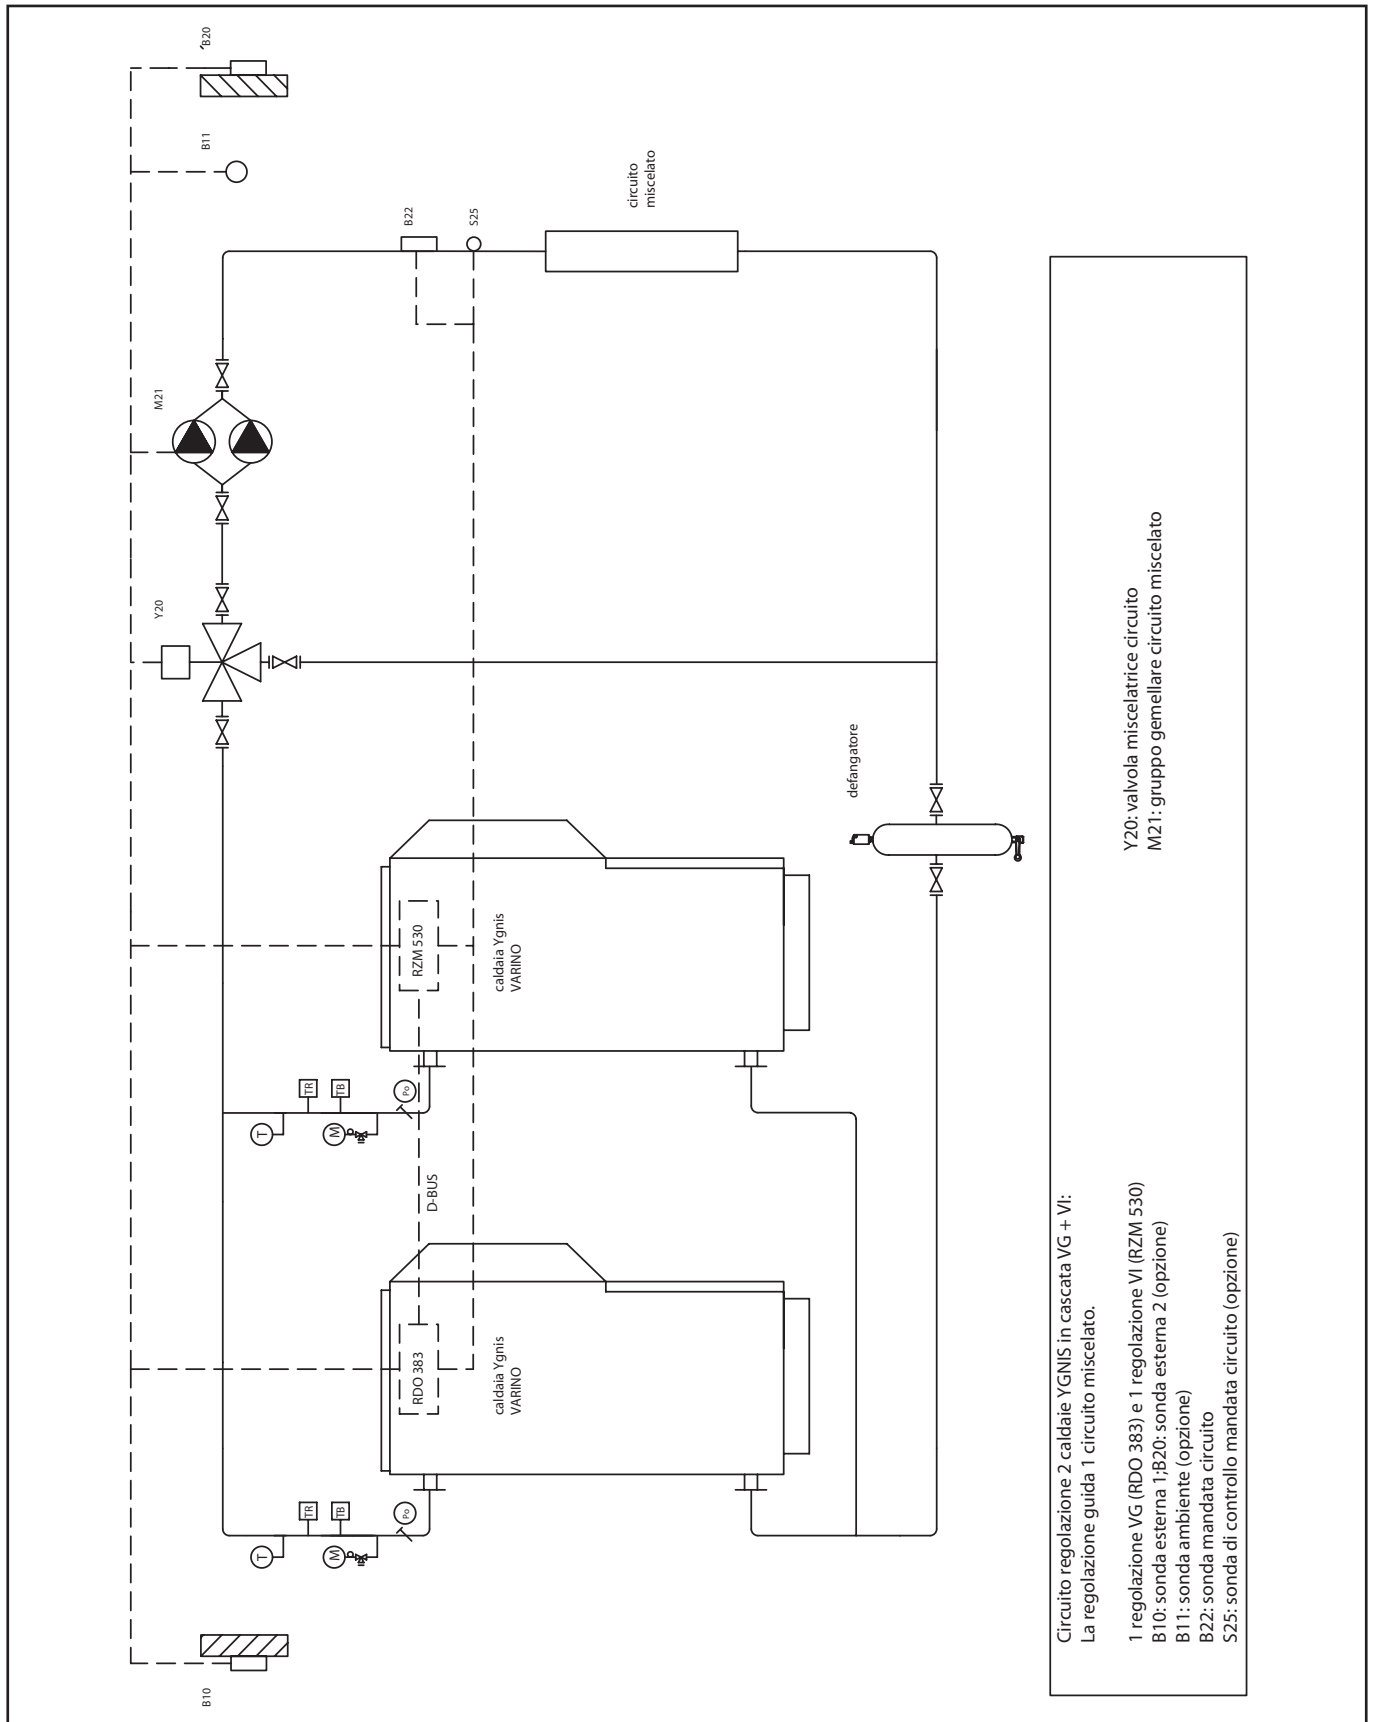 B10
B20
B11
M21
Y20
B22
S25
circuito
miscelato
T
TR
TB
M
Po
T
TR
TB
M
Po
D-BUS
RDO 383
caldaia Ygnis
VARINO
RZM 530
caldaia Ygnis
VARINO
defangatore
Circuito regolazione 2 caldaie YGNIS in cascata VG + VI:
La regolazione guida 1 circuito miscelato.
1 regolazione VG (RDO 383) e 1 regolazione VI (RZM 530)
B10: sonda esterna 1;B20: sonda esterna 2 (opzione)
B11: sonda ambiente (opzione)
B22: sonda mandata circuito
S25: sonda di controllo mandata circuito (opzione)
Y20: valvola miscelatrice circuito
M21: gruppo gemellare circuito miscelato